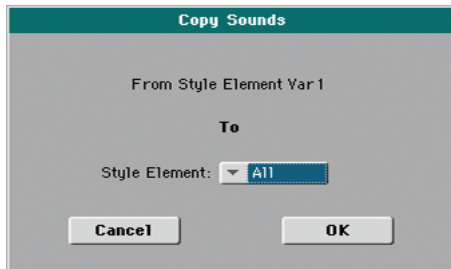 Copy Sounds
From Style Element Var1
To
Style Element: All
Cancel OK